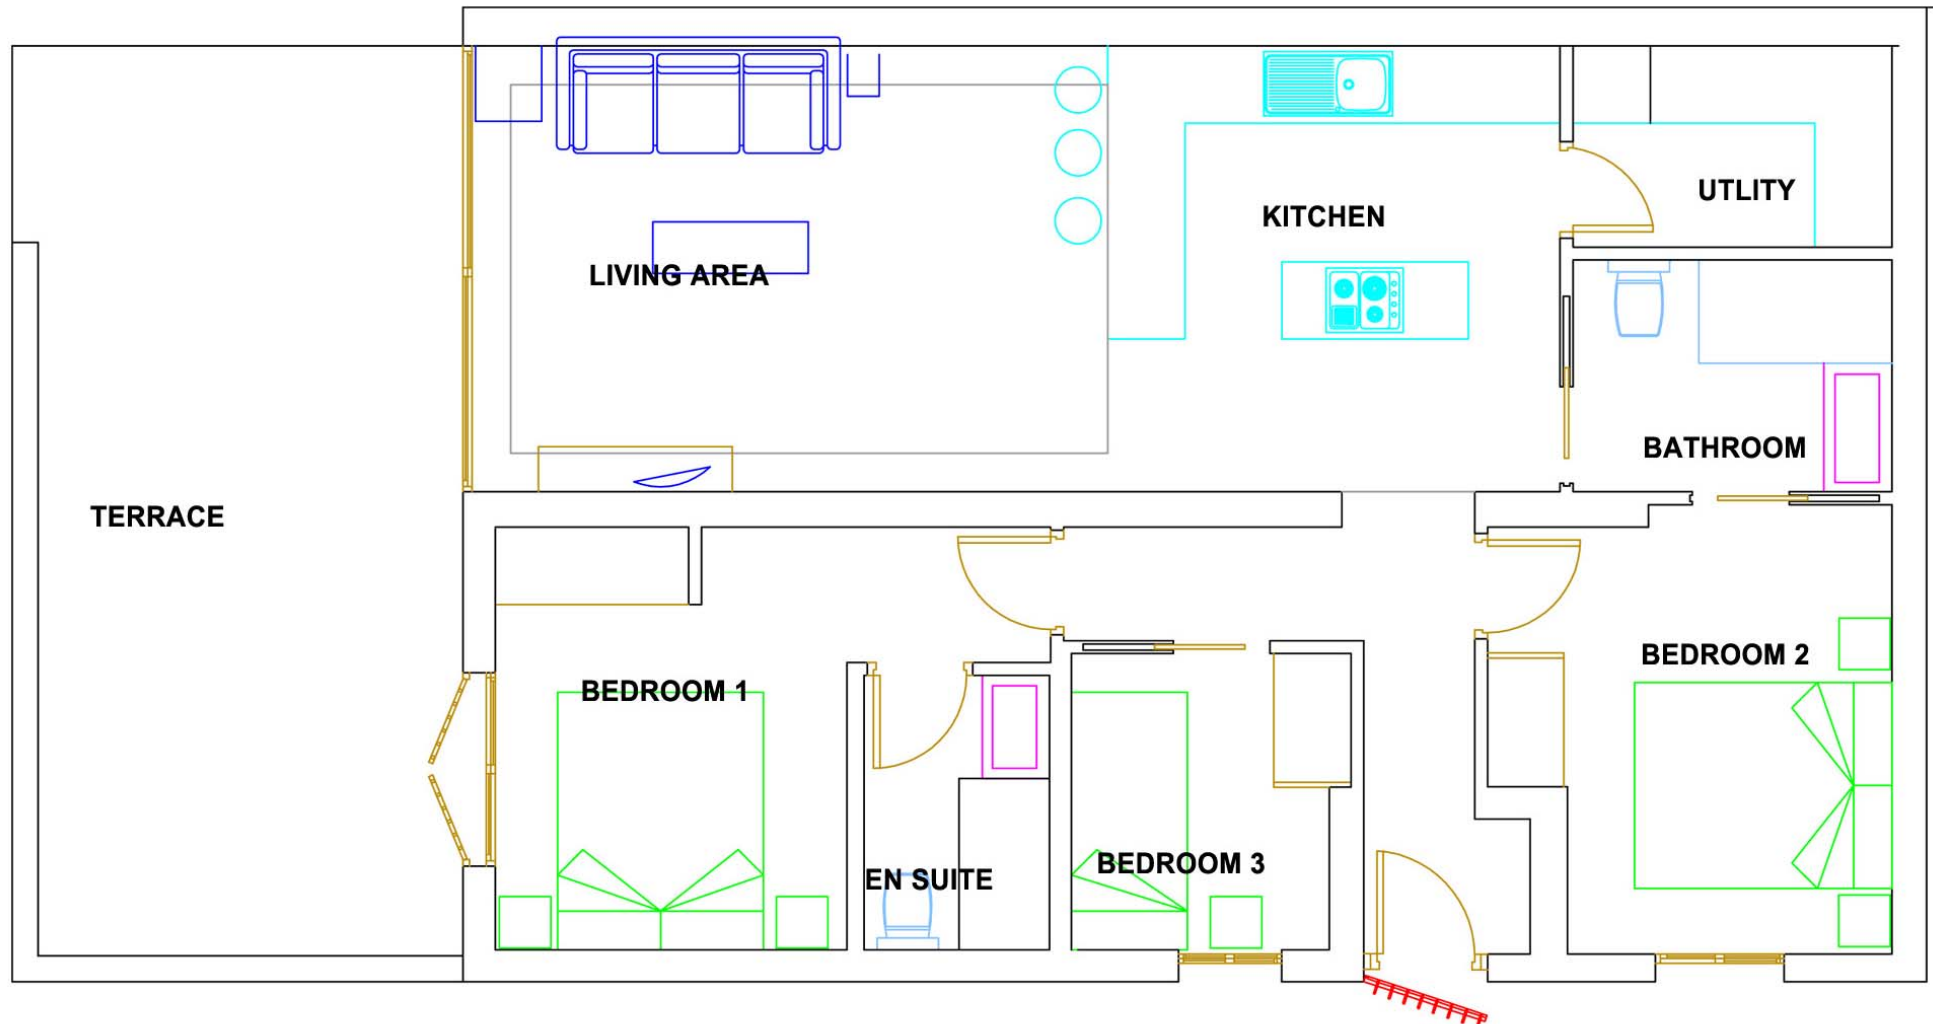 UTLITY
KITCHEN
LIVING AREA
BATHROOM
TERRACE
BEDROOM 2
BEDROOM 1
BEDROOM 3
EN SUITE